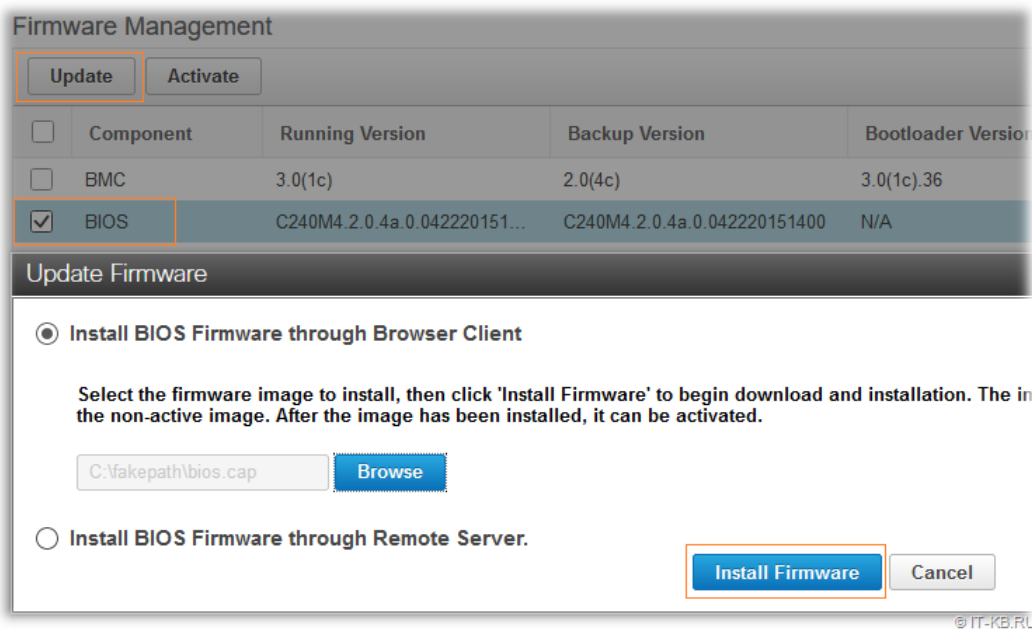 Firmware Management
Update Activate
Component Running Version Backup Version Bootloader Version
BMC 3.0(1c) 2.0(4c) 3.0(1c).36
BIOS C240M4.2.0.4a.0.042220151... C240M4.2.0.4a.0.042220151400 N/A
Update Firmware
Install BIOS Firmware through Browser Client
Select the firmware image to install, then click 'Install Firmware' to begin download and installation. The in
the non-active image. After the image has been installed, it can be activated.
C:\fakepath\bios.cap Browse
Install BIOS Firmware through Remote Server.
Install Firmware Cancel
© IT-KB.RU